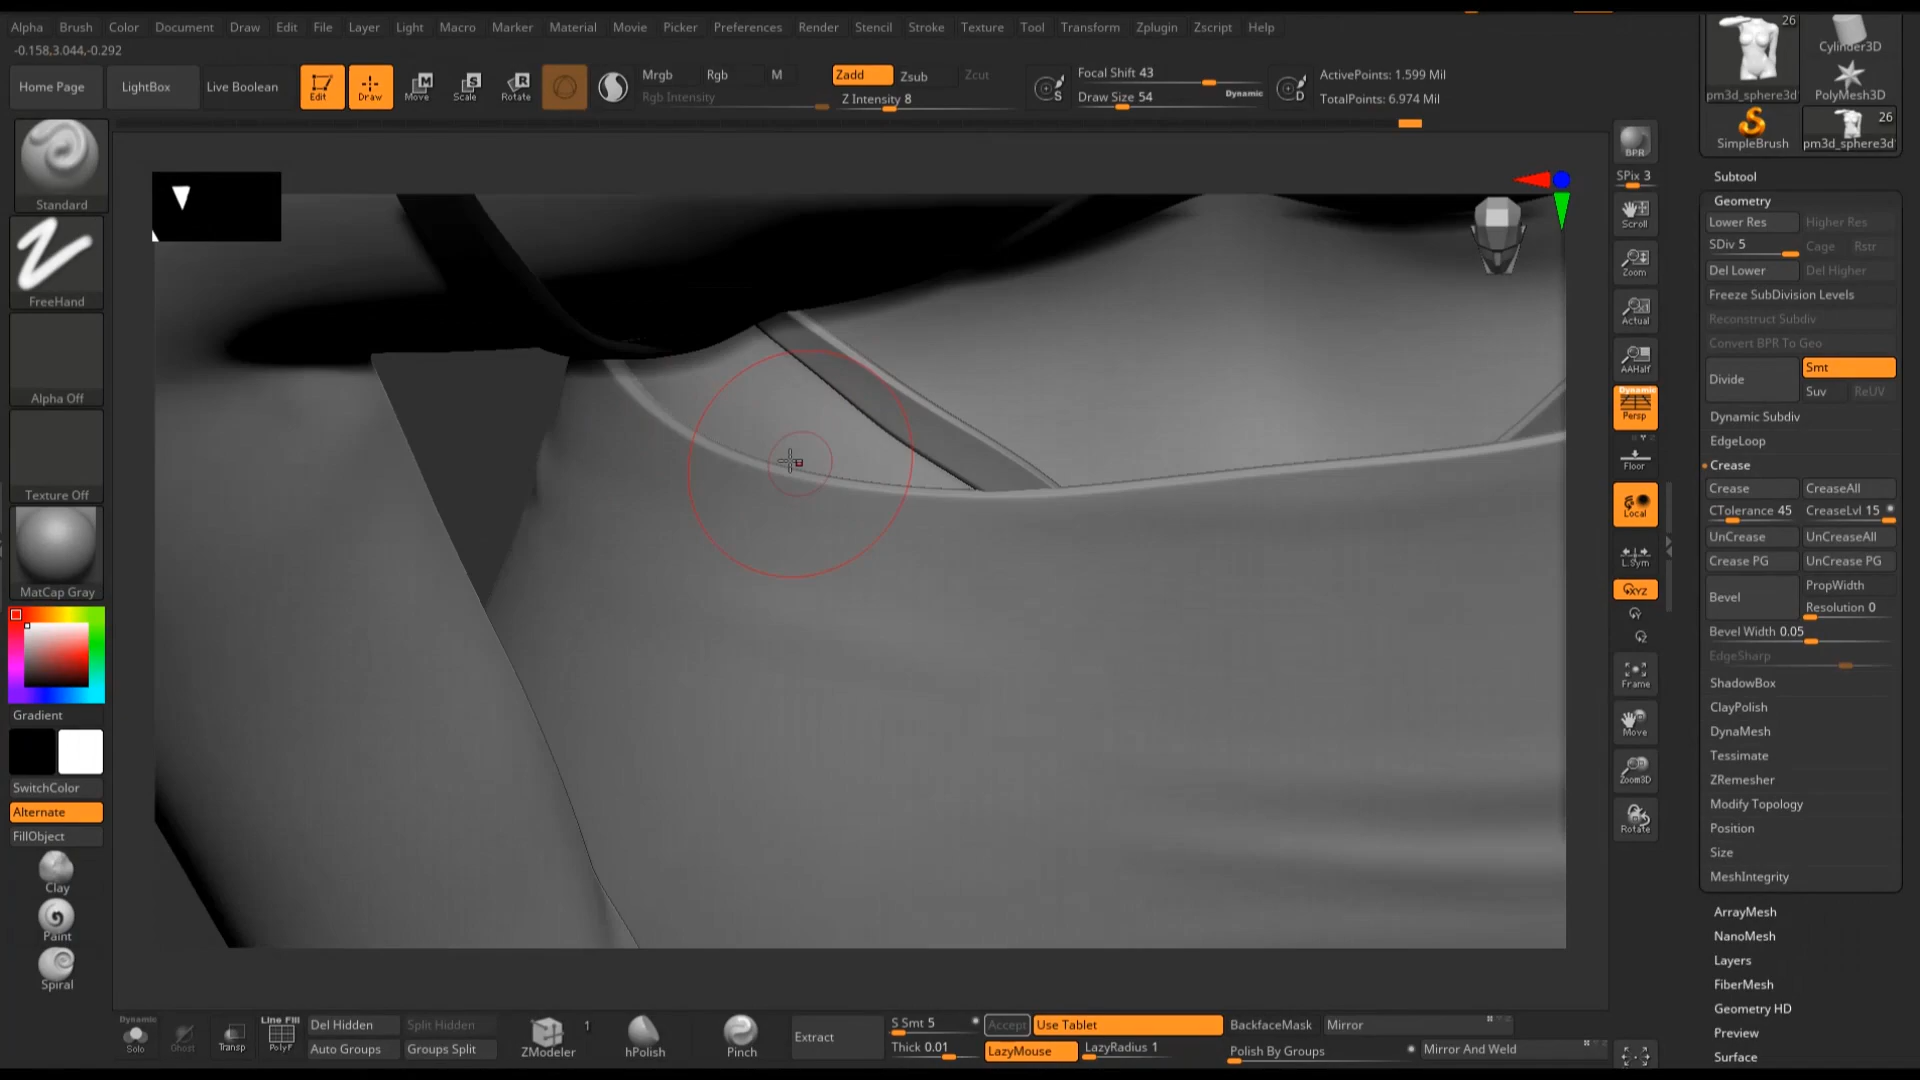 Alpha Brush Color Document Draw Edit File Layer Light Macro Marker Material Movie Picker Preferences Render Stencil Stroke Texture Tool Transform Zplugin Zscript Help
-0.158,3.044,-0.292
Home Page
LightBox
Live Boolean
Edit
Draw
Move
Scale
Rotate
Mrgb
Rgb
M
Rgb Intensity
Zadd
Zsub
Zcut
Z Intensity 8
Focal Shift 43
Draw Size 54
Dynamic
ActivePoints: 1.599 Mil
TotalPoints: 6.974 Mil
Standard
FreeHand
Alpha Off
Texture Off
MatCap Gray
Gradient
SwitchColor
Alternate
FillObject
Clay
Paint
Spiral
BPR
SPix 3
Scroll
Zoom
Actual
AAHalf
Dynamic
Persp
Floor
Local
L.Sym
XYZ
Frame
Move
Zoom3D
Rotate
26
Cylinder3D
pm3d_sphere3d
PolyMesh3D
SimpleBrush
26
pm3d_sphere3d
Subtool
Geometry
Lower Res Higher Res
SDiv 5 Cage Rstr
Del Lower Del Higher
Freeze SubDivision Levels
Reconstruct Subdiv
Convert BPR To Geo
Divide
Smt
Suv ReUV
Dynamic Subdiv
EdgeLoop
Crease
Crease CreaseAll
CTolerance 45 CreaseLvl 15
UnCrease UnCreaseAll
Crease PG UnCrease PG
Bevel
PropWidth
Resolution 0
Bevel Width 0.05
EdgeSharp
ShadowBox
ClayPolish
DynaMesh
Tessimate
ZRemesher
Modify Topology
Position
Size
MeshIntegrity
ArrayMesh
NanoMesh
Layers
FiberMesh
Geometry HD
Preview
Surface
Dynamic
Solo
Ghost
Transp
Line Fill
PolyF
Del Hidden
Split Hidden
Auto Groups
Groups Split
ZModeler
1
hPolish
Pinch
Extract
S Smt 5
Accept
Thick 0.01
Use Tablet
LazyMouse
LazyRadius 1
BackfaceMask
Mirror
Polish By Groups
Mirror And Weld